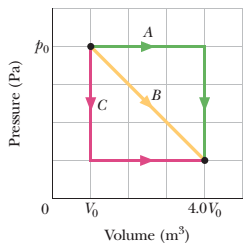 A
p₀
B
C
Pressure (Pa)
0
V₀
4.0V₀
Volume (m³)